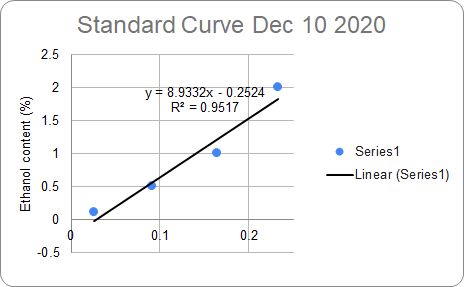 Standard Curve Dec 10 2020
2.5
2
1.5
1
0.5
0
-0.5
Ethanol content (%)
y = 8.9332x - 0.2524
R² = 0.9517
0
0.1
0.2
Series1
Linear (Series1)